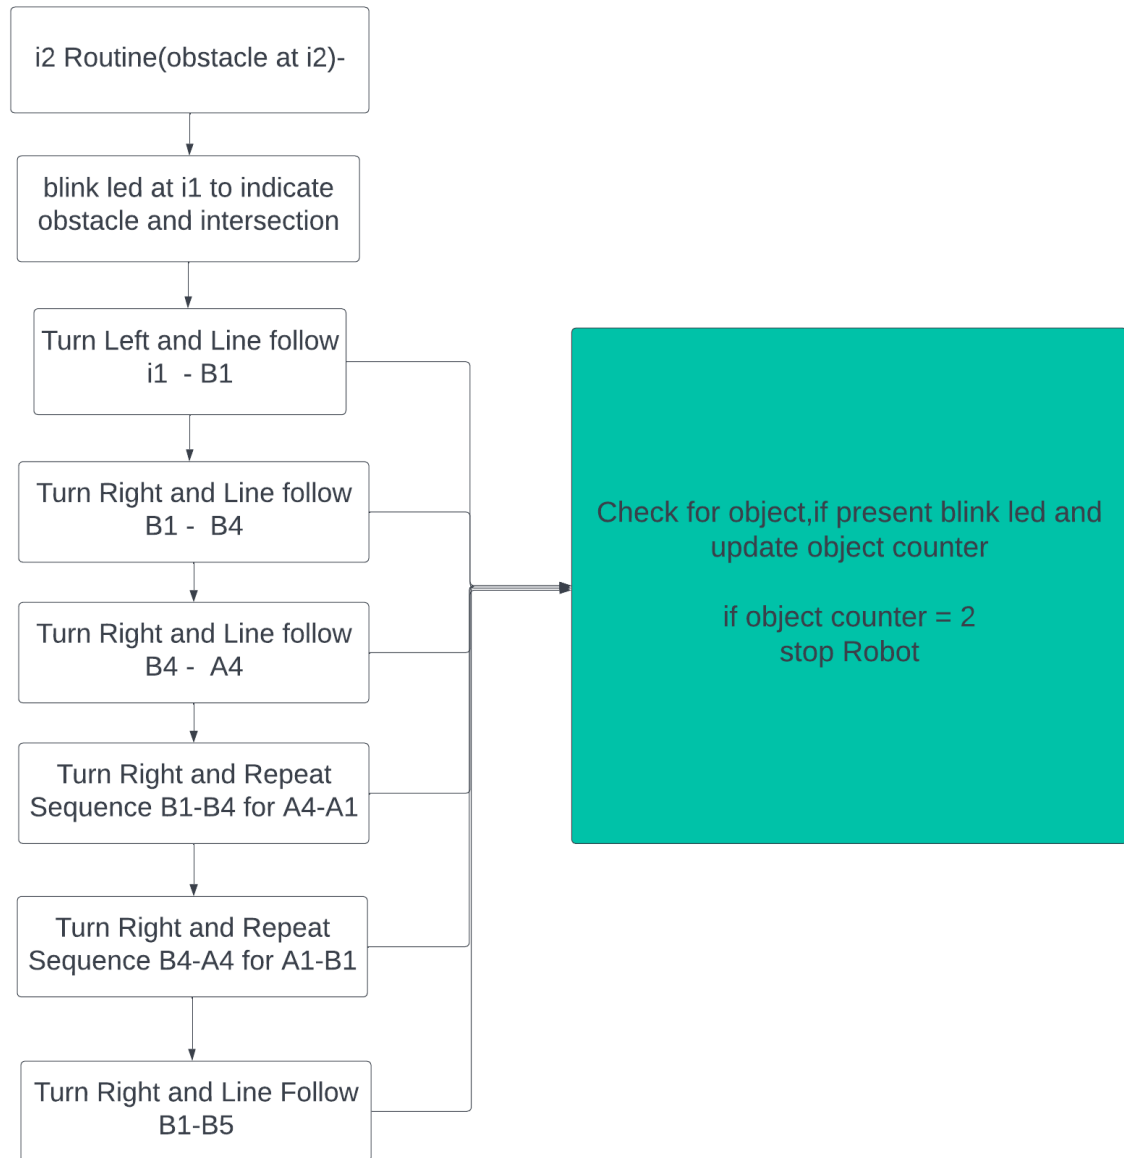 i2 Routine(obstacle at i2)-
blink led at i1 to indicate
obstacle and intersection
Turn Left and Line follow
i1 - B1
Turn Right and Line follow
B1 - B4
Turn Right and Line follow
B4 - A4
Turn Right and Repeat
Sequence B1-B4 for A4-A1
Turn Right and Repeat
Sequence B4-A4 for A1-B1
Turn Right and Line Follow
B1-B5
Check for object,if present blink led and
update object counter
if object counter = 2
stop Robot